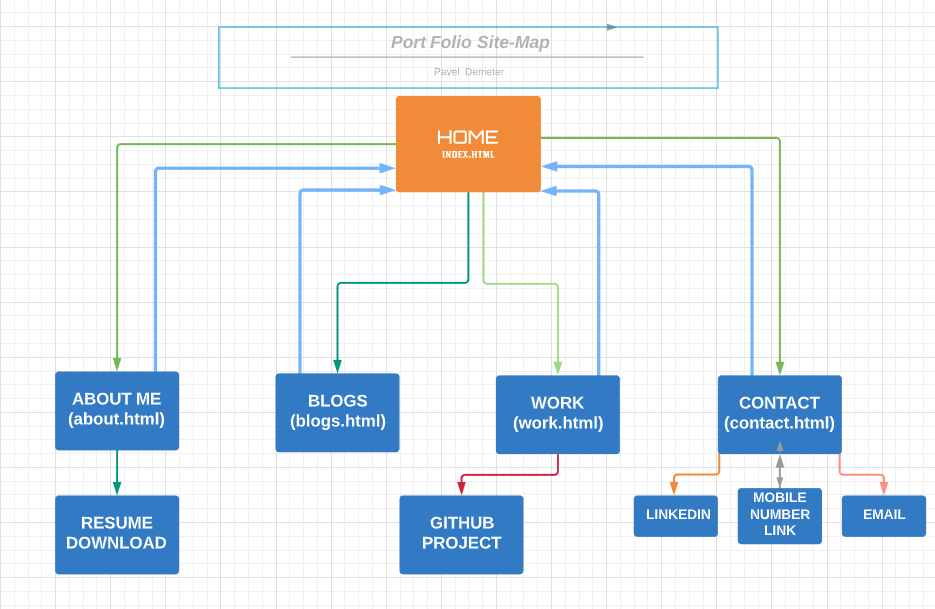 Port Folio Site-Map
Pavel Demeter
HOME
INDEX.HTML
ABOUT ME
(about.html)
BLOGS
(blogs.html)
WORK
(work.html)
CONTACT
(contact.html)
RESUME
DOWNLOAD
GITHUB
PROJECT
LINKEDIN
MOBILE
NUMBER
LINK
EMAIL